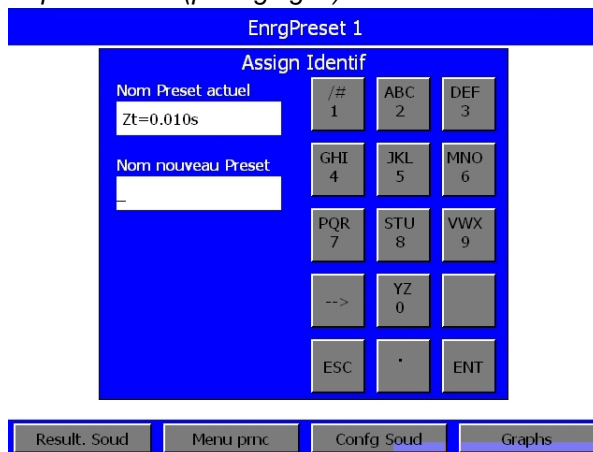 EnrgPreset 1
Assign Identif
Nom Preset actuel
Zt=0.010s
Nom nouveau Preset
_
/#
1
ABC
2
DEF
3
GHI
4
JKL
5
MNO
6
PQR
7
STU
8
VWX
9
-->
YZ
0
ESC
.
ENT
Result. Soud
Menu prnc
Confg Soud
Graphs